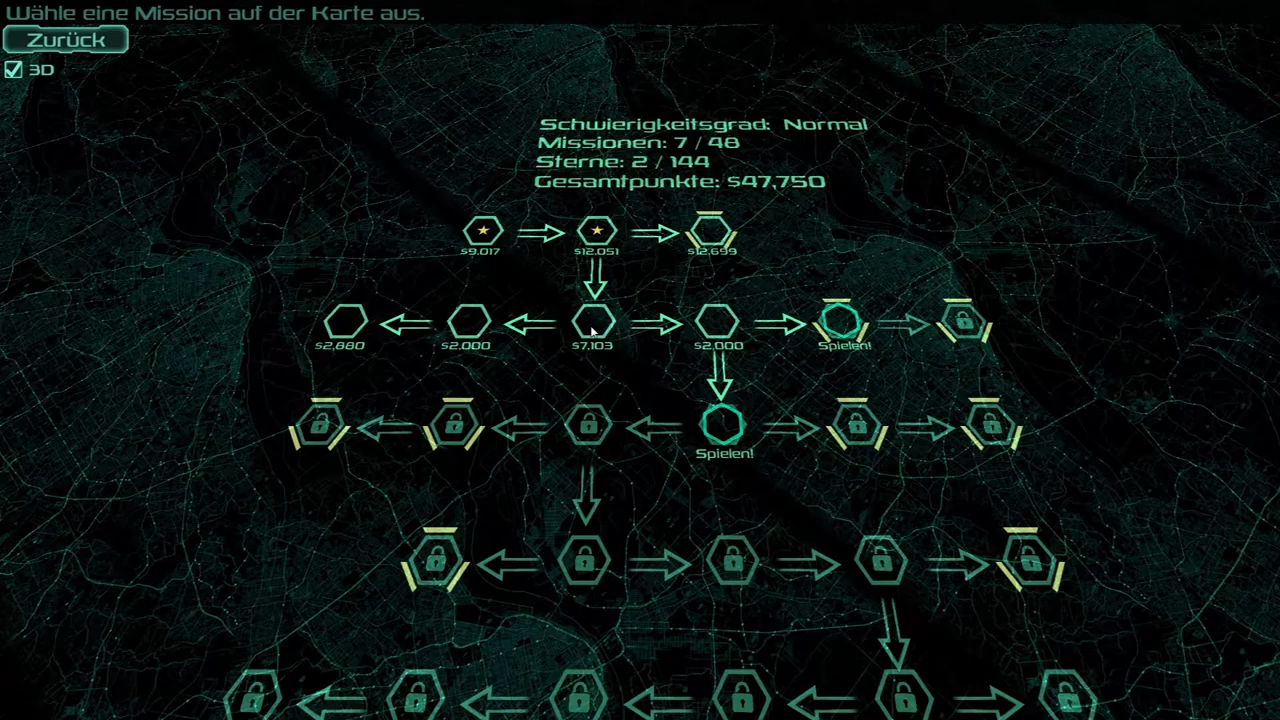 Wähle eine Mission auf der Karte aus.
Zurück
3D
Schwierigkeitsgrad: Normal
Missionen: 7 / 48
Sterne: 2 / 144
Gesamtpunkte: $47,750
$9,017 $12,051 $12,699
$2,880 $2,000 $7,103 $2,000 Spielen!
Spielen!